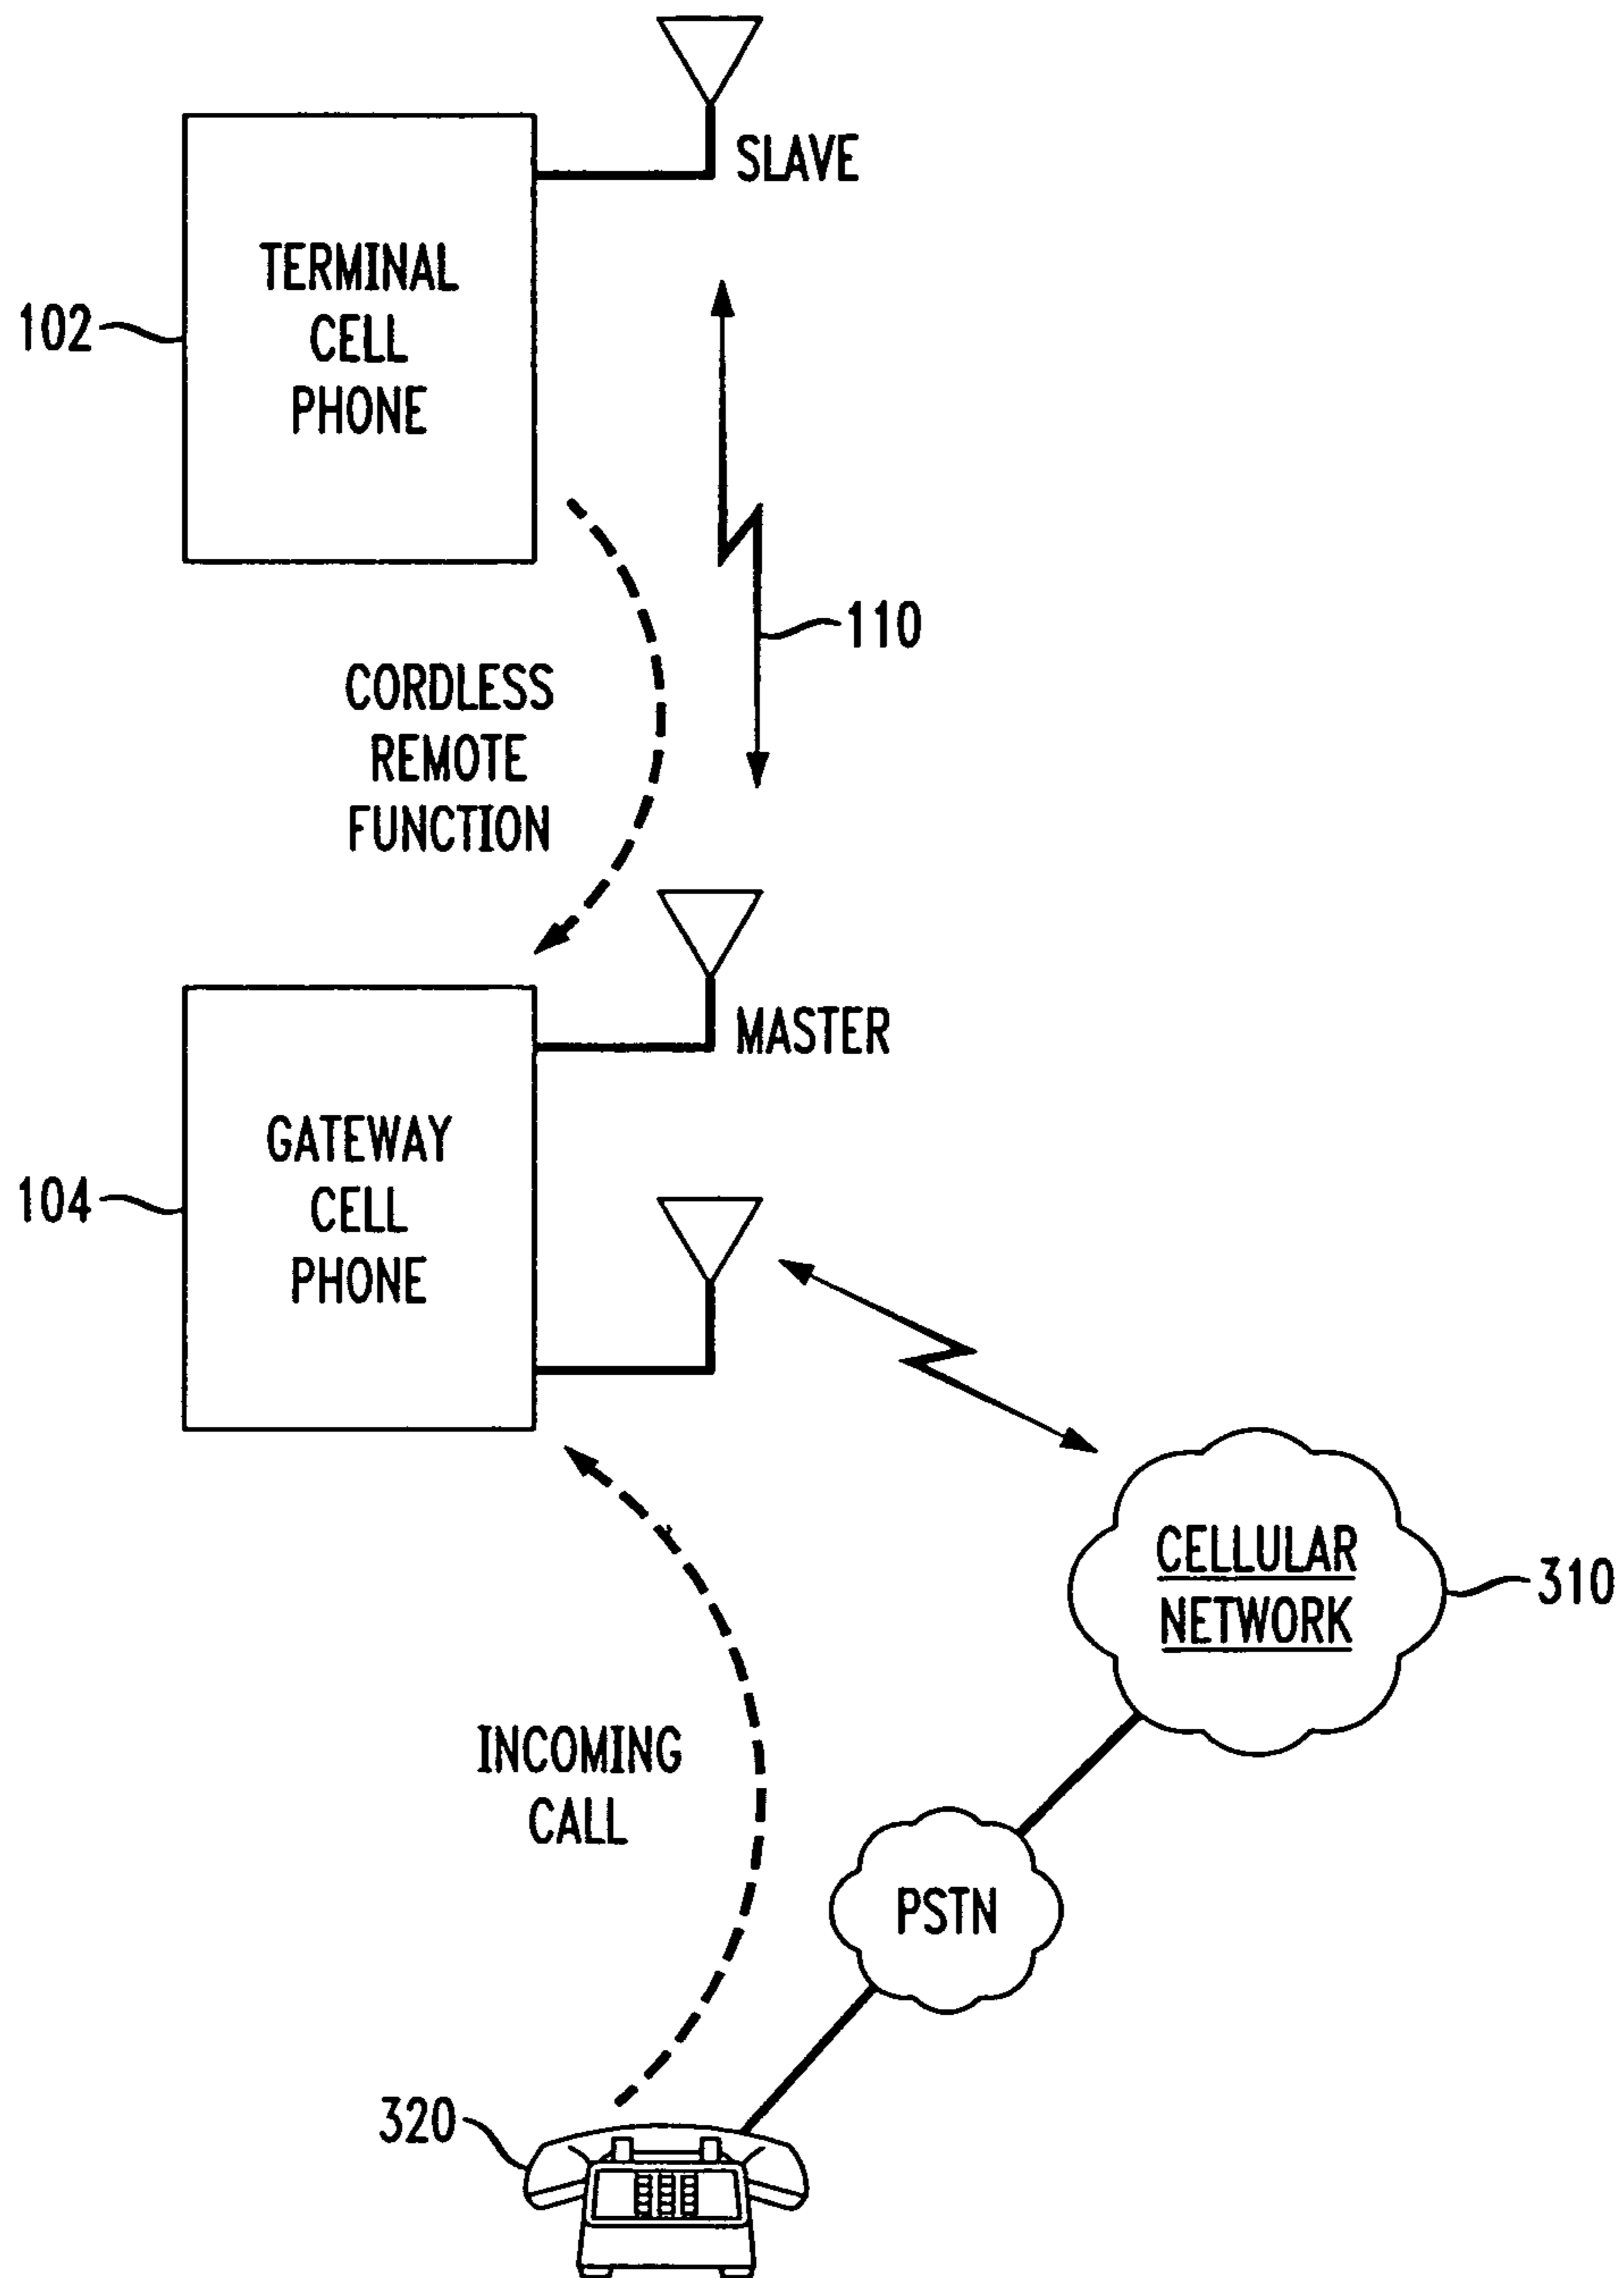 SLAVE
TERMINAL
CELL
PHONE
102
110
CORDLESS
REMOTE
FUNCTION
MASTER
GATEWAY
CELL
PHONE
104
CELLULAR
NETWORK
310
INCOMING
CALL
PSTN
320